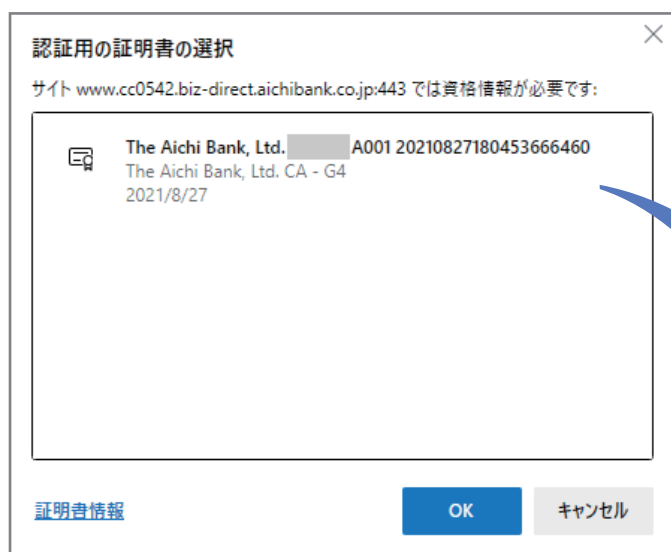 認証用の証明書の選択
サイト www.cc0542.biz-direct.aichibank.co.jp:443 では資格情報が必要です:
The Aichi Bank, Ltd. A001 20210827180453666460
The Aichi Bank, Ltd. CA - G4
2021/8/27
証明書情報
OK
キャンセル